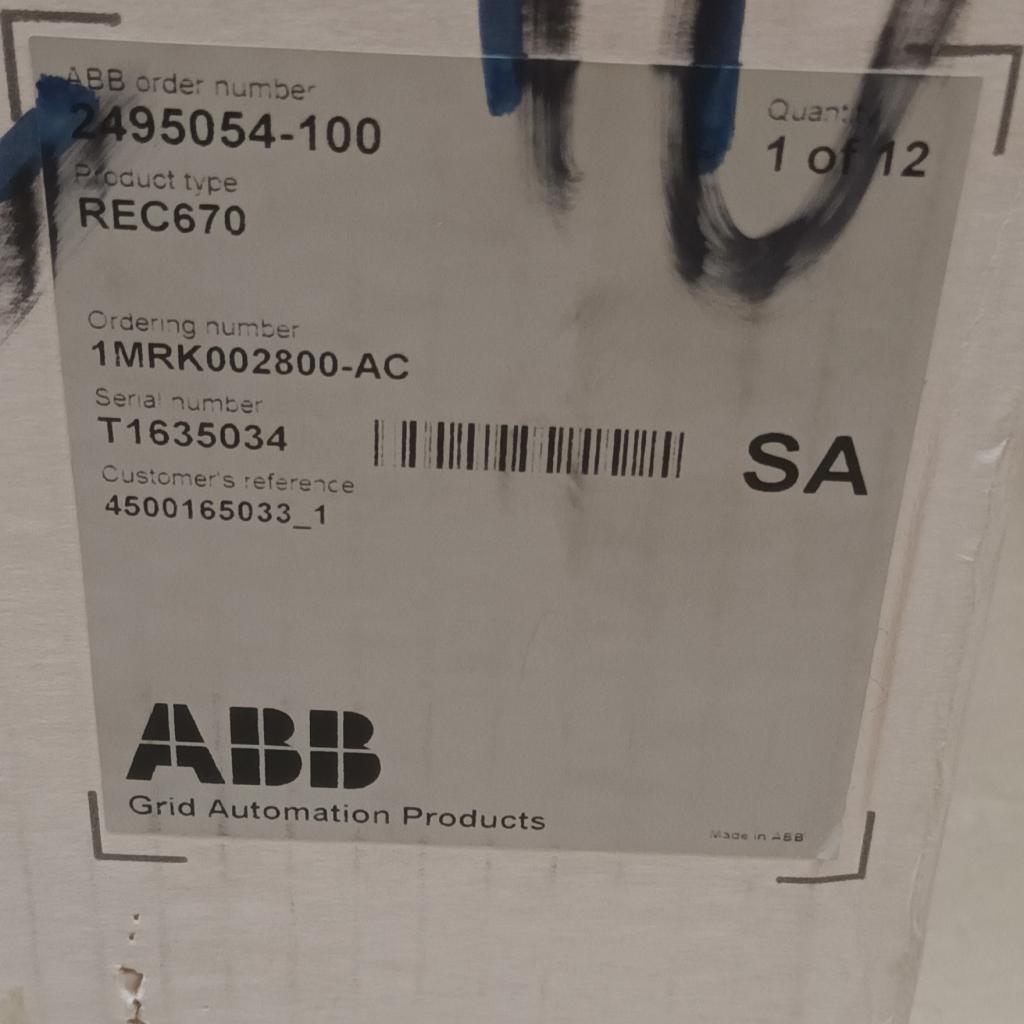 ABB order number
2495054-100
Quantity
1 of 12
Product type
REC670
Ordering number
1MRK002800-AC
Serial number
T1635034
SA
Customer's reference
4500165033_1
ABB
Grid Automation Products
Made in ABB